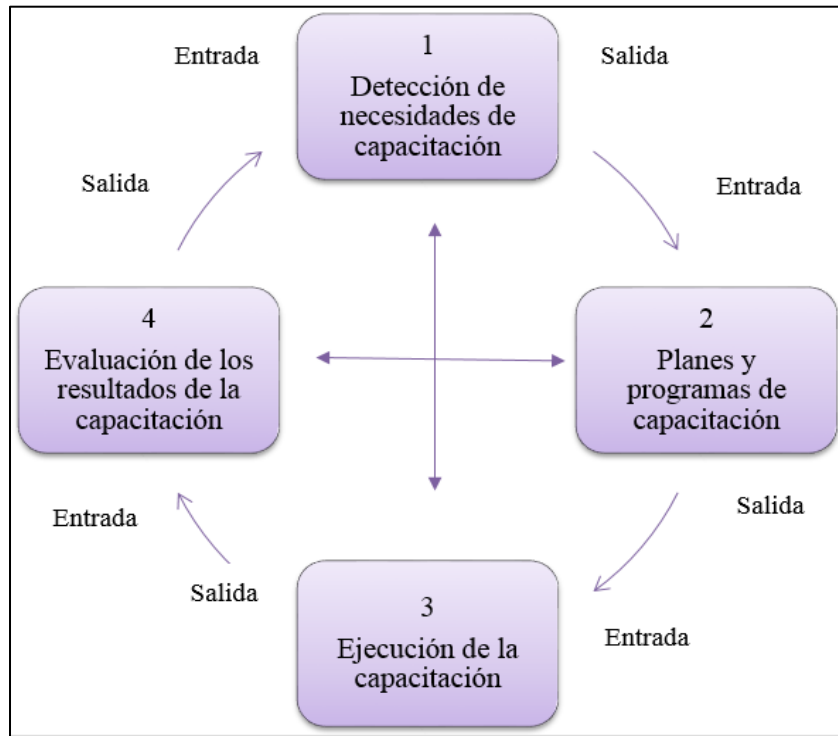 Entrada
1
Detección de
necesidades de
capacitación
Salida
Salida
Entrada
4
Evaluación de los
resultados de la
capacitación
2
Planes y
programas de
capacitación
Entrada
Salida
Salida
3
Ejecución de la
capacitación
Entrada